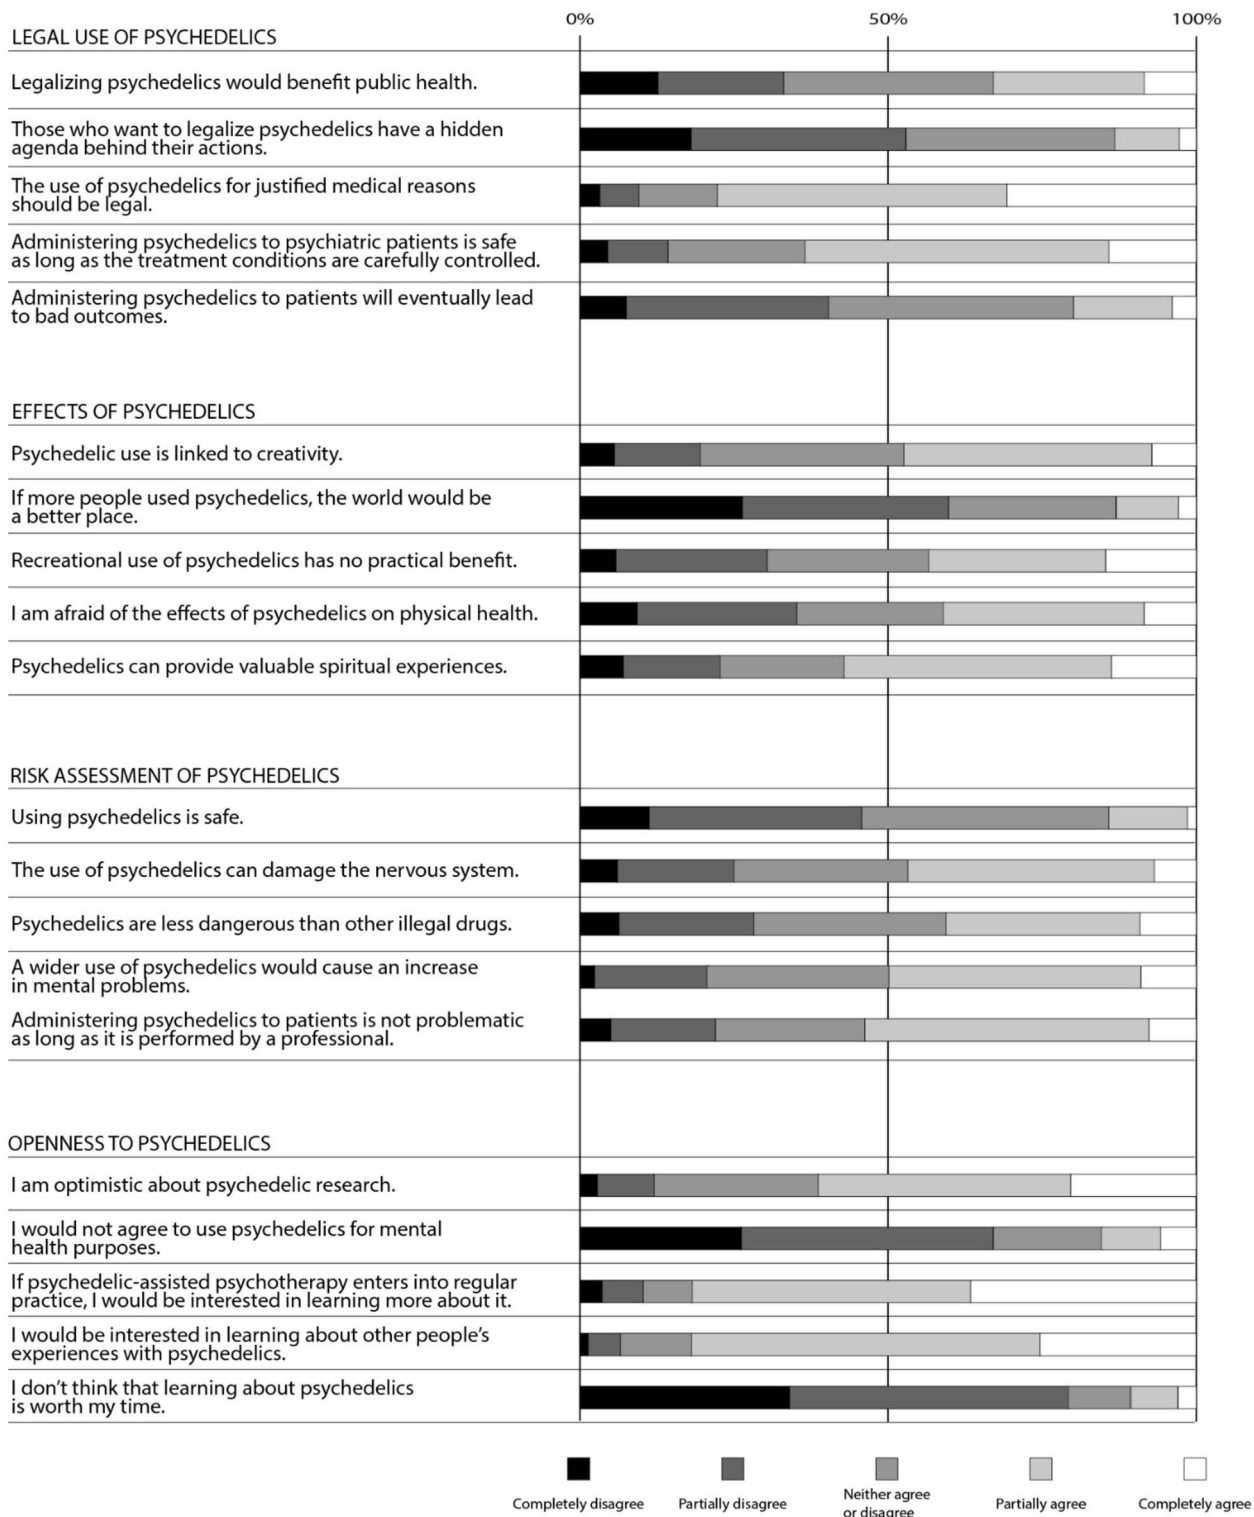 0% 50% 100%
LEGAL USE OF PSYCHEDELICS
Legalizing psychedelics would benefit public health.
Those who want to legalize psychedelics have a hidden
agenda behind their actions.
The use of psychedelics for justified medical reasons
should be legal.
Administering psychedelics to psychiatric patients is safe
as long as the treatment conditions are carefully controlled.
Administering psychedelics to patients will eventually lead
to bad outcomes.
EFFECTS OF PSYCHEDELICS
Psychedelic use is linked to creativity.
If more people used psychedelics, the world would be
a better place.
Recreational use of psychedelics has no practical benefit.
I am afraid of the effects of psychedelics on physical health.
Psychedelics can provide valuable spiritual experiences.
RISK ASSESSMENT OF PSYCHEDELICS
Using psychedelics is safe.
The use of psychedelics can damage the nervous system.
Psychedelics are less dangerous than other illegal drugs.
A wider use of psychedelics would cause an increase
in mental problems.
Administering psychedelics to patients is not problematic
as long as it is performed by a professional.
OPENNESS TO PSYCHEDELICS
I am optimistic about psychedelic research.
I would not agree to use psychedelics for mental
health purposes.
If psychedelic-assisted psychotherapy enters into regular
practice, I would be interested in learning more about it.
I would be interested in learning about other people's
experiences with psychedelics.
I don't think that learning about psychedelics
is worth my time.
Completely disagree
Partially disagree
Neither agree
or disagree
Partially agree
Completely agree